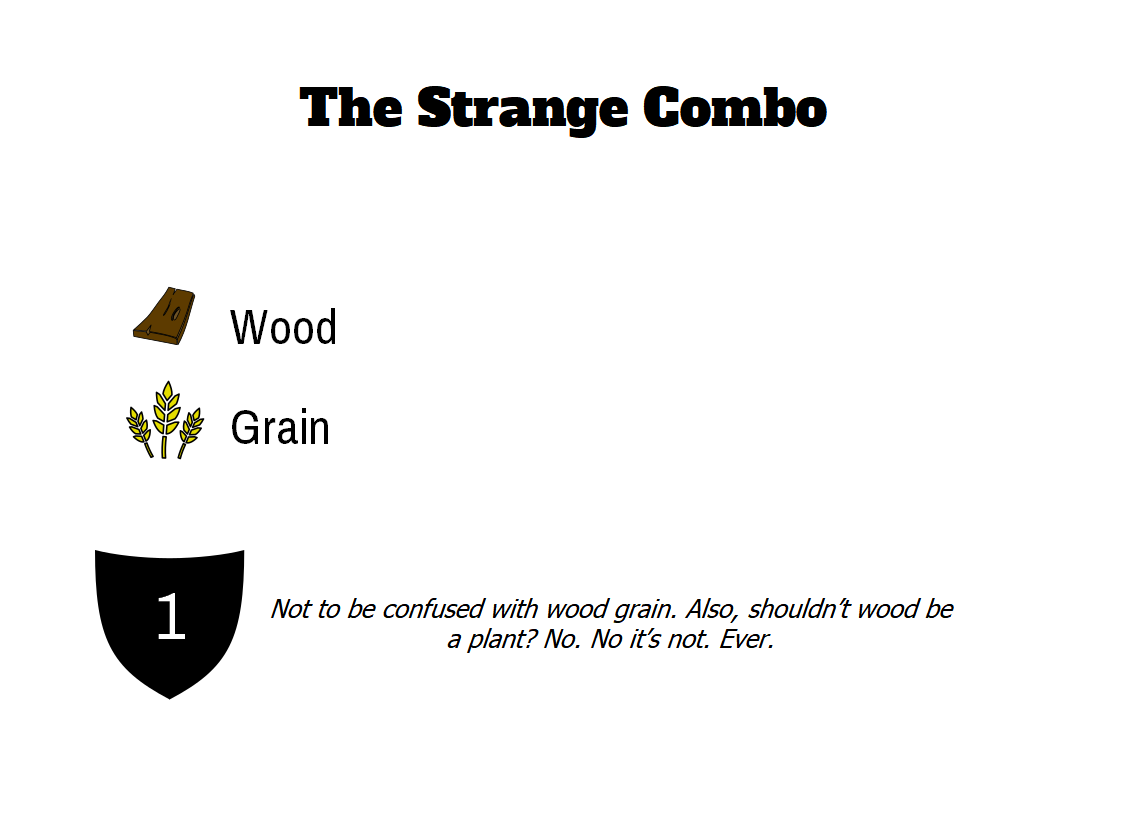 The Strange Combo
Wood
Grain
1
Not to be confused with wood grain. Also, shouldn’t wood be
a plant? No. No it’s not. Ever.